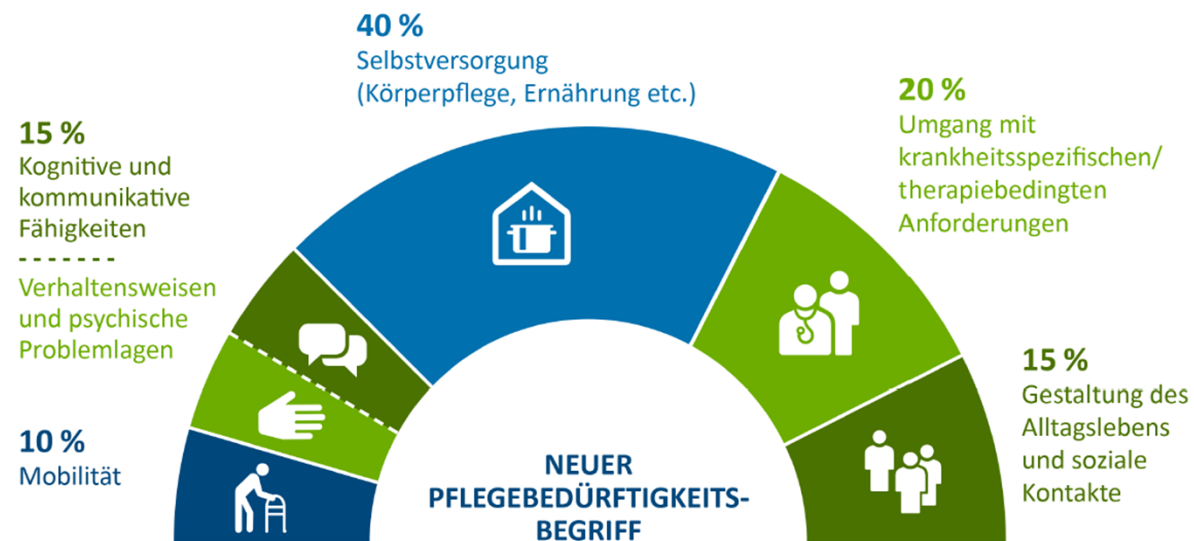 40 %
Selbstversorgung
(Körperpflege, Ernährung etc.)
20 %
Umgang mit
krankheitsspezifischen/
therapiebedingten
Anforderungen
15 %
Kognitive und
kommunikative
Fähigkeiten
-------
Verhaltensweisen
und psychische
Problemlagen
15 %
Gestaltung des
Alltagslebens
und soziale
Kontakte
10 %
Mobilität
NEUER
PFLEGEBEDÜRFTIGKEITS-
BEGRIFF